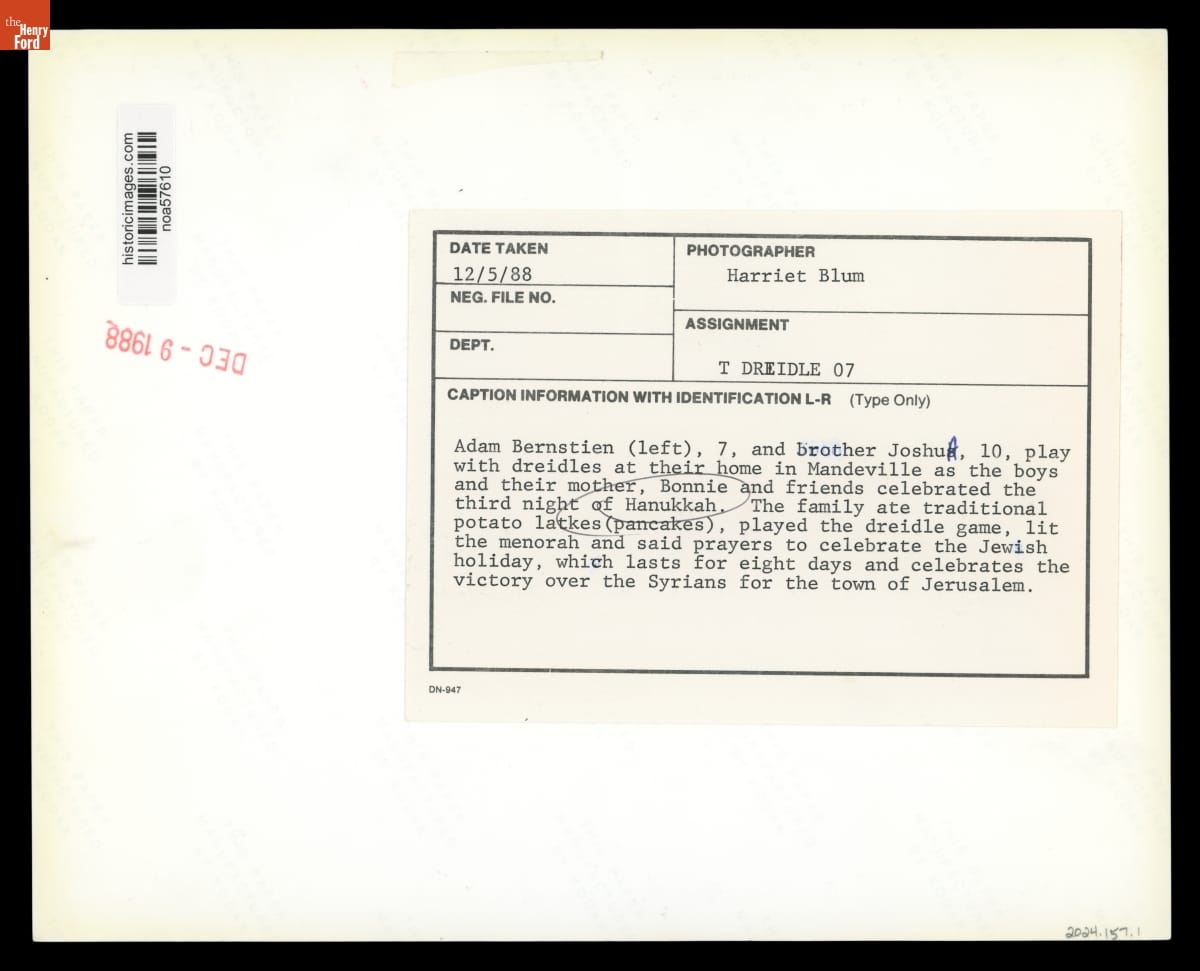 the
Henry
Ford
historicimages.com
noa57610
DEC - 9 1988
DATE TAKEN
12/5/88
NEG. FILE NO.
DEPT.
PHOTOGRAPHER
Harriet Blum
ASSIGNMENT
T DREIDLE 07
CAPTION INFORMATION WITH IDENTIFICATION L-R (Type Only)
Adam Bernstien (left), 7, and brother JoshuA, 10, play
with dreidles at their home in Mandeville as the boys
and their mother, Bonnie and friends celebrated the
third night of Hanukkah. The family ate traditional
potato latkes(pancakes), played the dreidle game, lit
the menorah and said prayers to celebrate the Jewish
holiday, which lasts for eight days and celebrates the
victory over the Syrians for the town of Jerusalem.
DN-947
2024.157.1